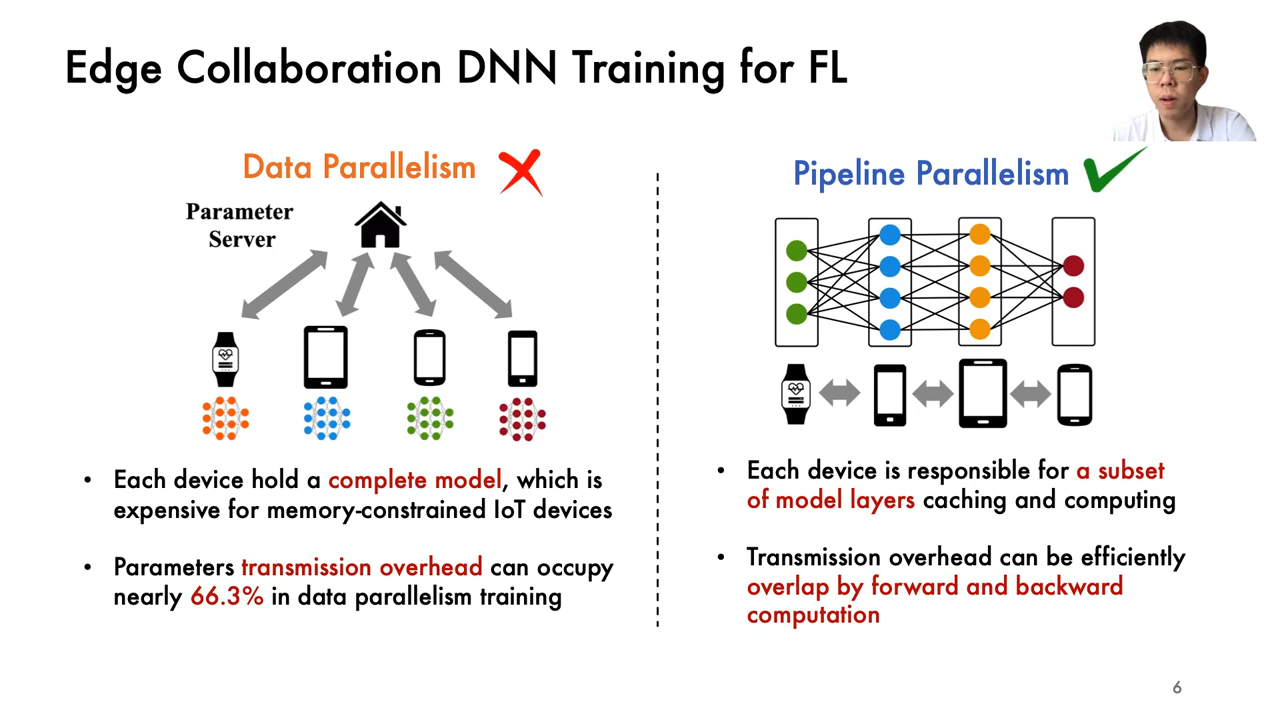 Edge Collaboration DNN Training for FL
Data Parallelism
Parameter
Server
• Each device hold a complete model, which is
expensive for memory-constrained IoT devices
• Parameters transmission overhead can occupy
nearly 66.3% in data parallelism training
Pipeline Parallelism
• Each device is responsible for a subset
of model layers caching and computing
• Transmission overhead can be efficiently
overlap by forward and backward
computation
6